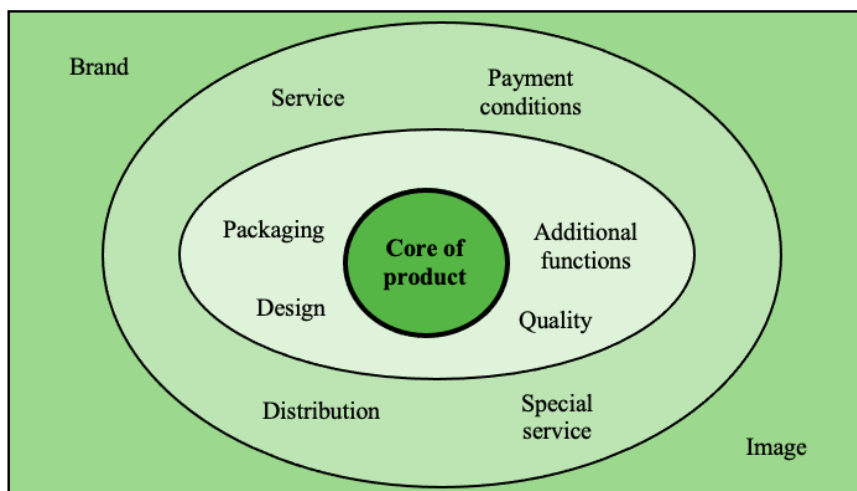 Brand
Service
Payment
conditions
Packaging
Core of
product
Additional
functions
Design
Quality
Distribution
Special
service
Image